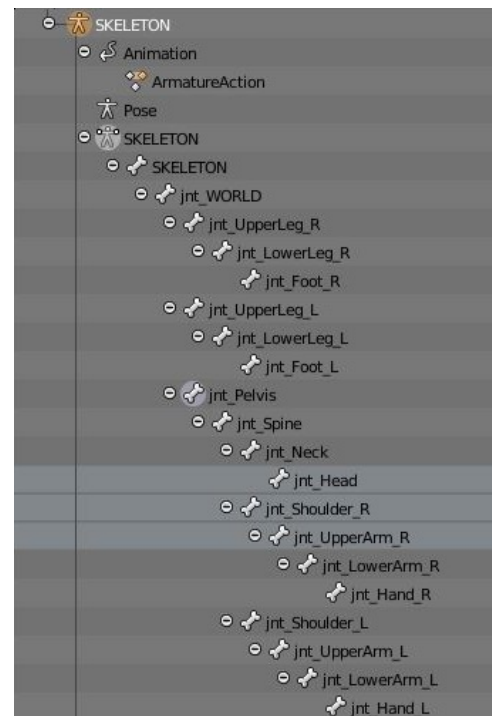 SKELETON
Animation
ArmatureAction
Pose
SKELETON
SKELETON
jnt_WORLD
jnt_UpperLeg_R
jnt_LowerLeg_R
jnt_Foot_R
jnt_UpperLeg_L
jnt_LowerLeg_L
jnt_Foot_L
jnt_Pelvis
jnt_Spine
jnt_Neck
jnt_Head
jnt_Shoulder_R
jnt_UpperArm_R
jnt_LowerArm_R
jnt_Hand_R
jnt_Shoulder_L
jnt_UpperArm_L
jnt_LowerArm_L
jnt_Hand_L